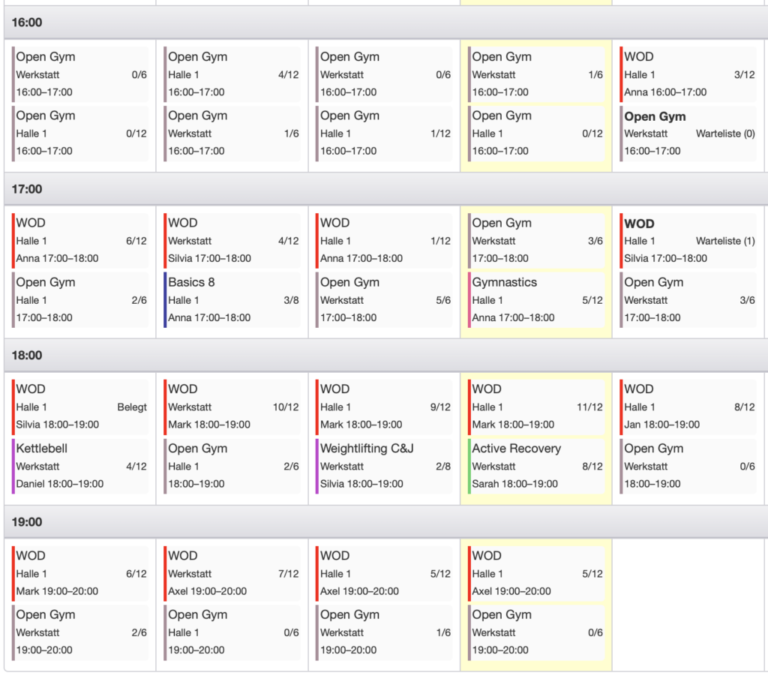 16:00
Open Gym
Werkstatt 0/6
16:00–17:00
Open Gym
Halle 1 0/12
16:00–17:00
Open Gym
Halle 1 4/12
16:00–17:00
Open Gym
Werkstatt 1/6
16:00–17:00
Open Gym
Werkstatt 0/6
16:00–17:00
Open Gym
Halle 1 1/12
16:00–17:00
Open Gym
Werkstatt 1/6
16:00–17:00
Open Gym
Halle 1 0/12
16:00–17:00
WOD
Halle 1 3/12
Anna 16:00–17:00
Open Gym
Werkstatt Warteliste (0)
16:00–17:00
17:00
WOD
Halle 1 6/12
Anna 17:00–18:00
Open Gym
Halle 1 2/6
17:00–18:00
WOD
Werkstatt 4/12
Silvia 17:00–18:00
Basics 8
Halle 1 3/8
Anna 17:00–18:00
WOD
Halle 1 1/12
Anna 17:00–18:00
Open Gym
Werkstatt 5/6
17:00–18:00
Open Gym
Werkstatt 3/6
17:00–18:00
Gymnastics
Halle 1 5/12
Anna 17:00–18:00
WOD
Halle 1 Warteliste (1)
Silvia 17:00–18:00
Open Gym
Werkstatt 3/6
17:00–18:00
18:00
WOD
Halle 1 Belegt
Silvia 18:00–19:00
Kettlebell
Werkstatt 4/12
Daniel 18:00–19:00
WOD
Werkstatt 10/12
Mark 18:00–19:00
Open Gym
Halle 1 2/6
18:00–19:00
WOD
Halle 1 9/12
Mark 18:00–19:00
Weightlifting C&J
Werkstatt 2/8
Silvia 18:00–19:00
WOD
Halle 1 11/12
Mark 18:00–19:00
Active Recovery
Werkstatt 8/12
Sarah 18:00–19:00
WOD
Halle 1 8/12
Jan 18:00–19:00
Open Gym
Werkstatt 0/6
18:00–19:00
19:00
WOD
Halle 1 6/12
Mark 19:00–20:00
Open Gym
Werkstatt 2/6
19:00–20:00
WOD
Werkstatt 7/12
Axel 19:00–20:00
Open Gym
Halle 1 0/6
19:00–20:00
WOD
Halle 1 5/12
Axel 19:00–20:00
Open Gym
Werkstatt 1/6
19:00–20:00
WOD
Halle 1 5/12
Axel 19:00–20:00
Open Gym
Werkstatt 0/6
19:00–20:00